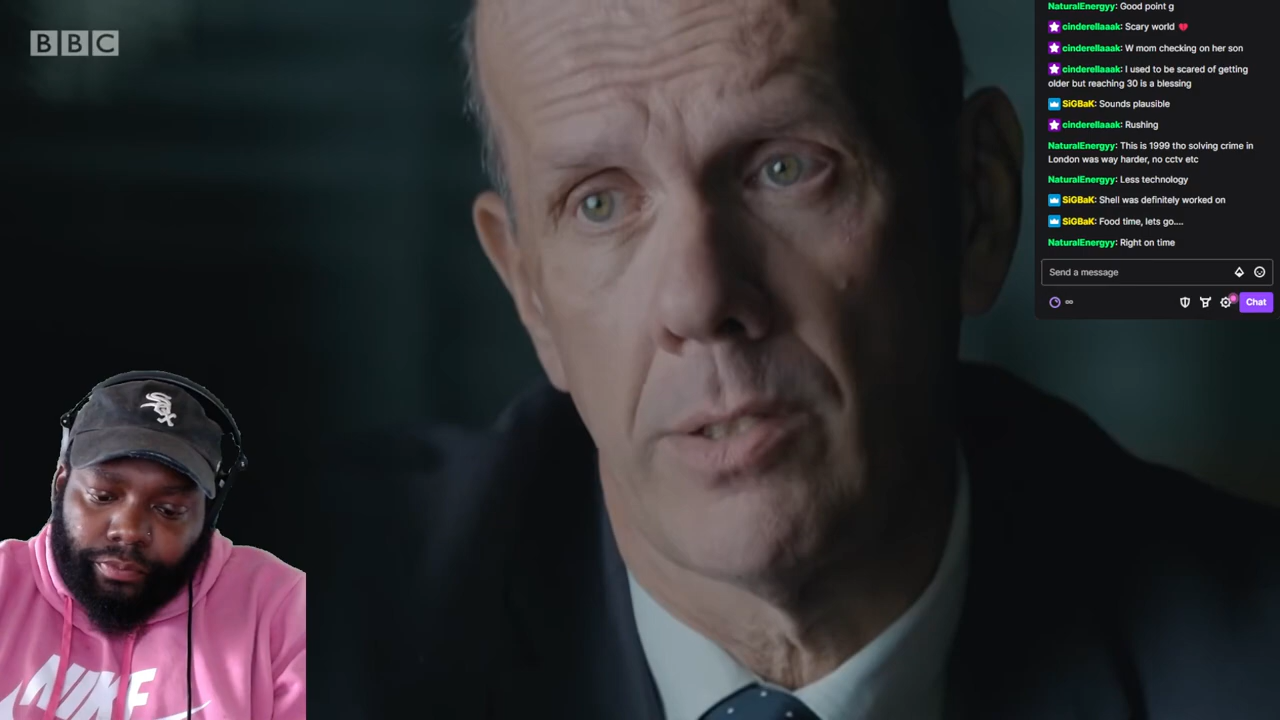 BBC
NaturalEnergyy: Good point g
cinderellaaak: Scary world 💔
cinderellaaak: W mom checking on her son
cinderellaaak: I used to be scared of getting
older but reaching 30 is a blessing
SiGBaK: Sounds plausible
cinderellaaak: Rushing
NaturalEnergyy: This is 1999 tho solving crime in
London was way harder, no cctv etc
NaturalEnergyy: Less technology
SiGBaK: Shell was definitely worked on
SiGBaK: Food time, lets go....
NaturalEnergyy: Right on time
Send a message
Chat
Sox
NIKE